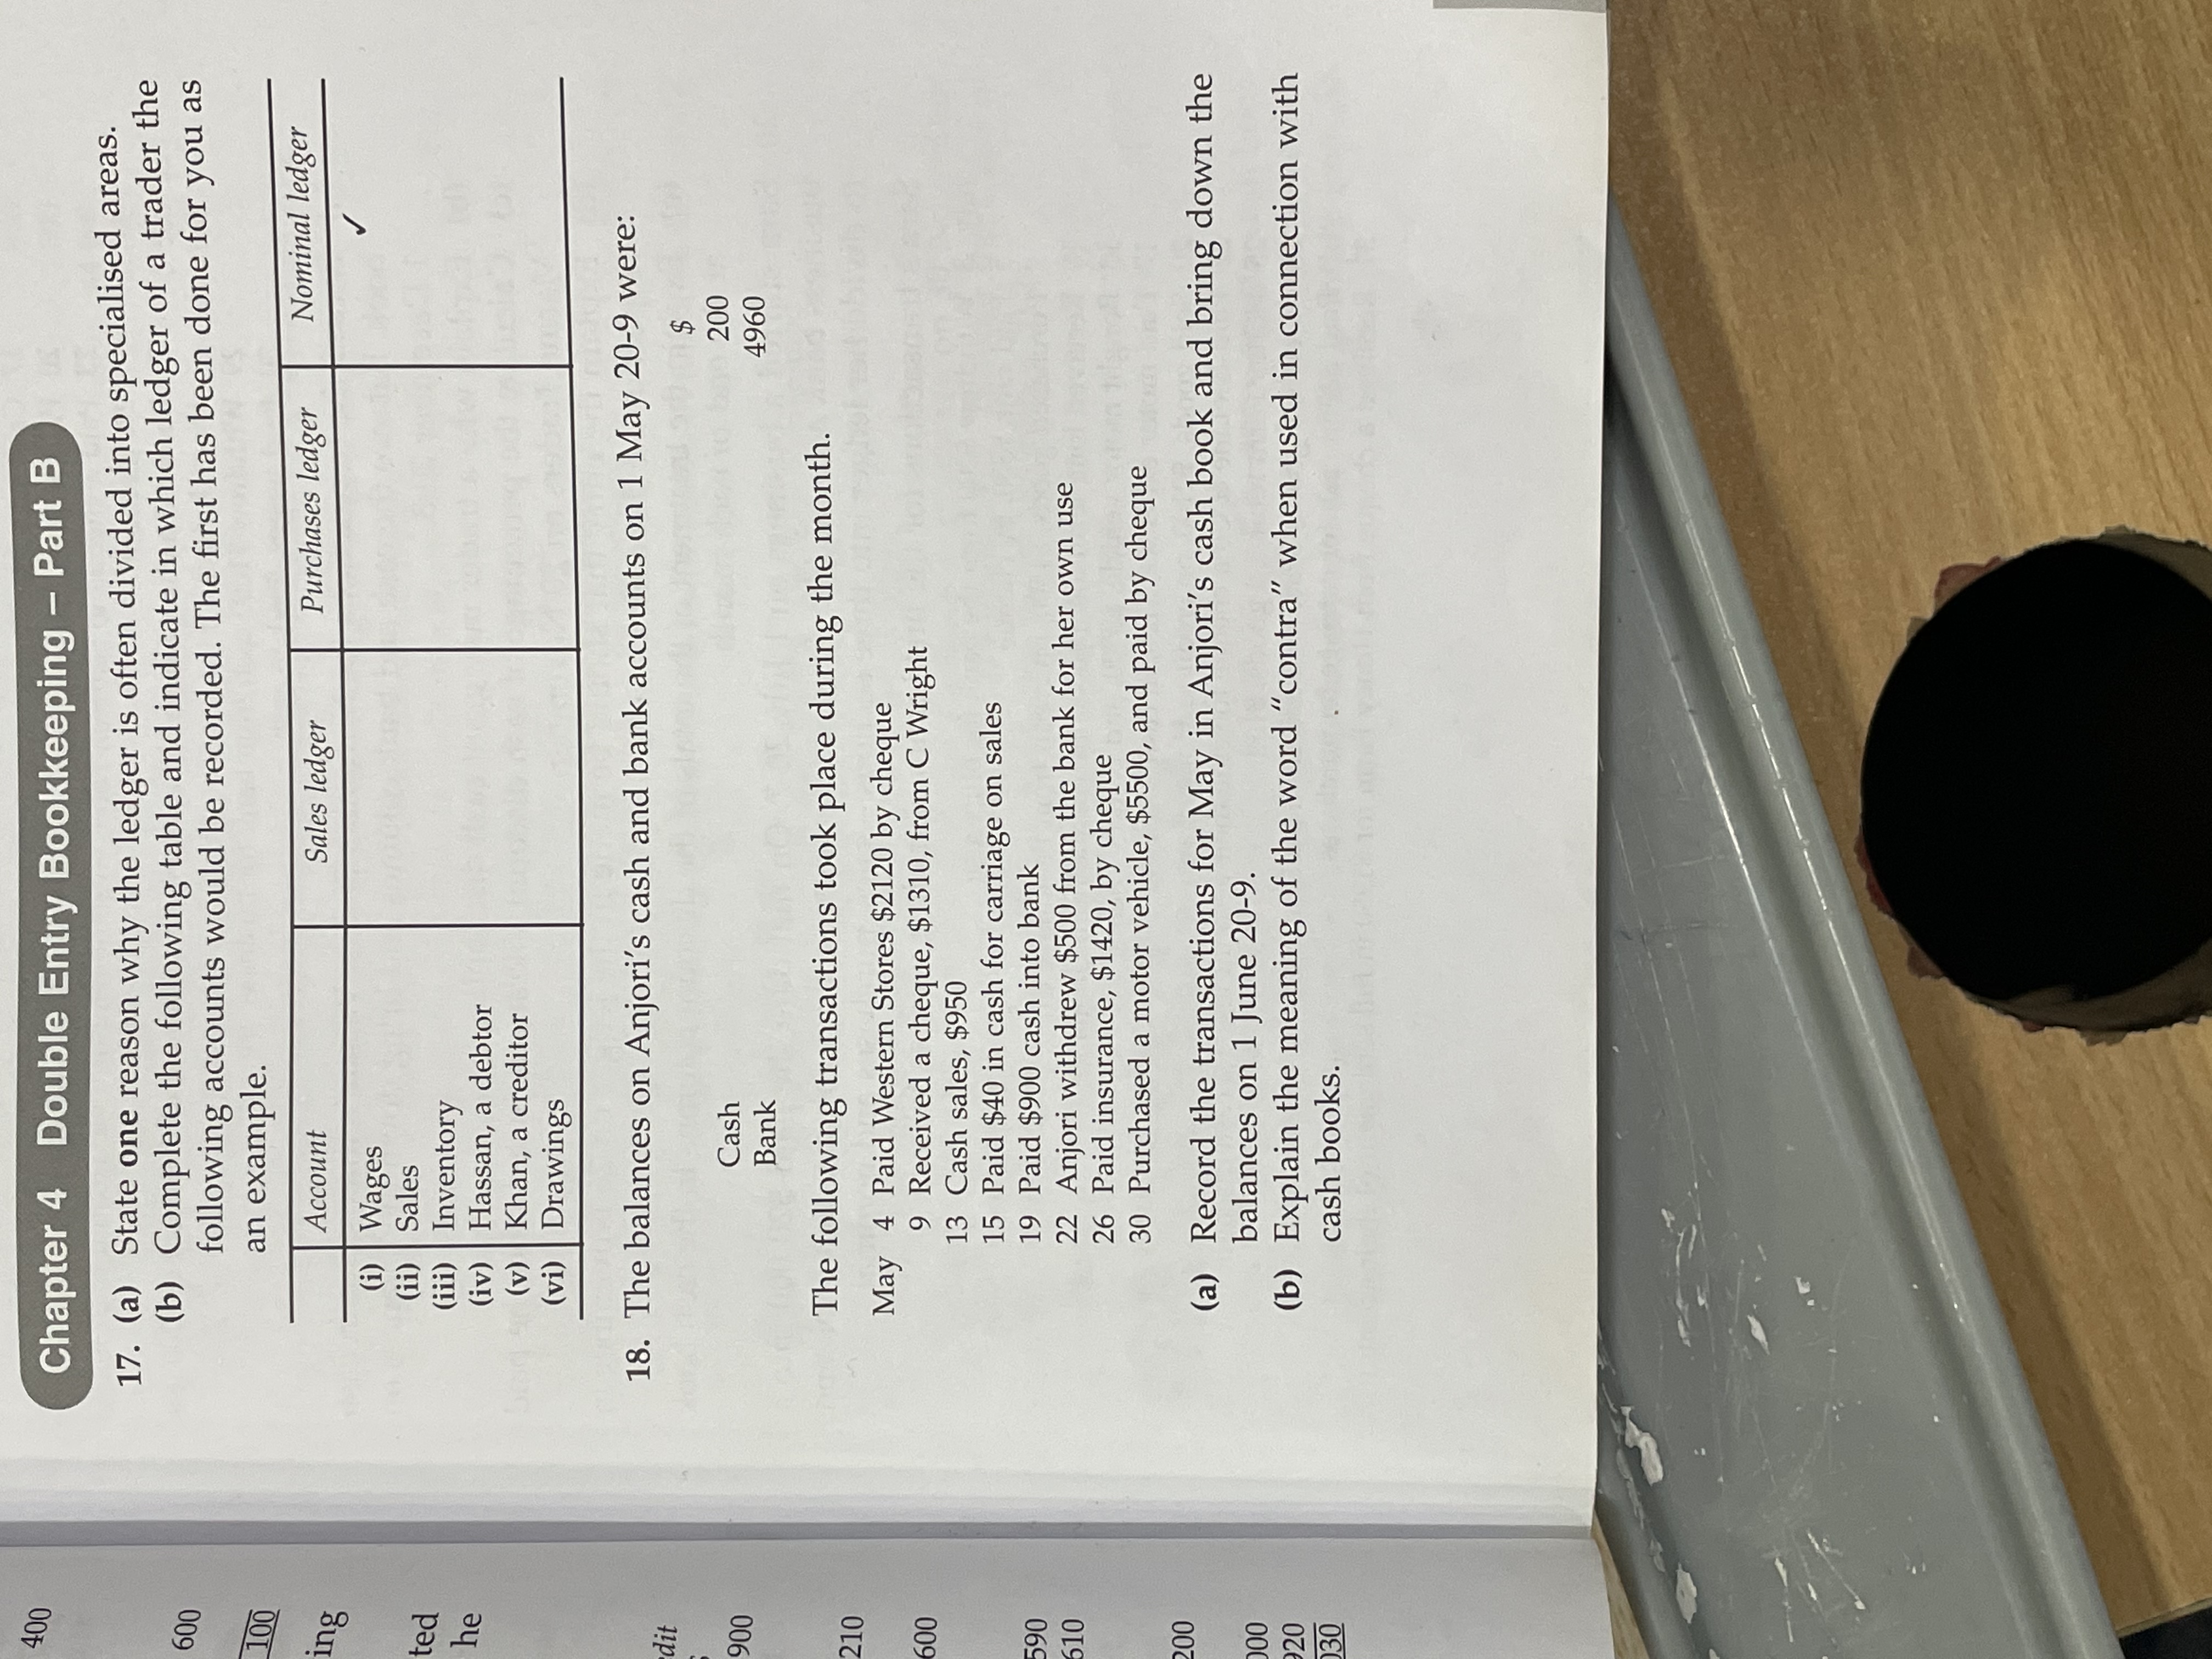 400
600
100
ing
ted
he
edit
900
210
600
590
610
200
000
920
030
Chapter 4 Double Entry Bookkeeping – Part B
17. (a) State one reason why the ledger is often divided into specialised areas.
(b) Complete the following table and indicate in which ledger of a trader the
following accounts would be recorded. The first has been done for you as
an example.
Account Sales ledger Purchases ledger Nominal ledger
(i) Wages ✓
(ii) Sales
(iii) Inventory
(iv) Hassan, a debtor
(v) Khan, a creditor
(vi) Drawings
18. The balances on Anjori's cash and bank accounts on 1 May 20-9 were:
$
Cash 200
Bank 4960
The following transactions took place during the month.
May 4 Paid Western Stores $2120 by cheque
9 Received a cheque, $1310, from C Wright
13 Cash sales, $950
15 Paid $40 in cash for carriage on sales
19 Paid $900 cash into bank
22 Anjori withdrew $500 from the bank for her own use
26 Paid insurance, $1420, by cheque
30 Purchased a motor vehicle, $5500, and paid by cheque
(a) Record the transactions for May in Anjori's cash book and bring down the
balances on 1 June 20-9.
(b) Explain the meaning of the word "contra" when used in connection with
cash books.